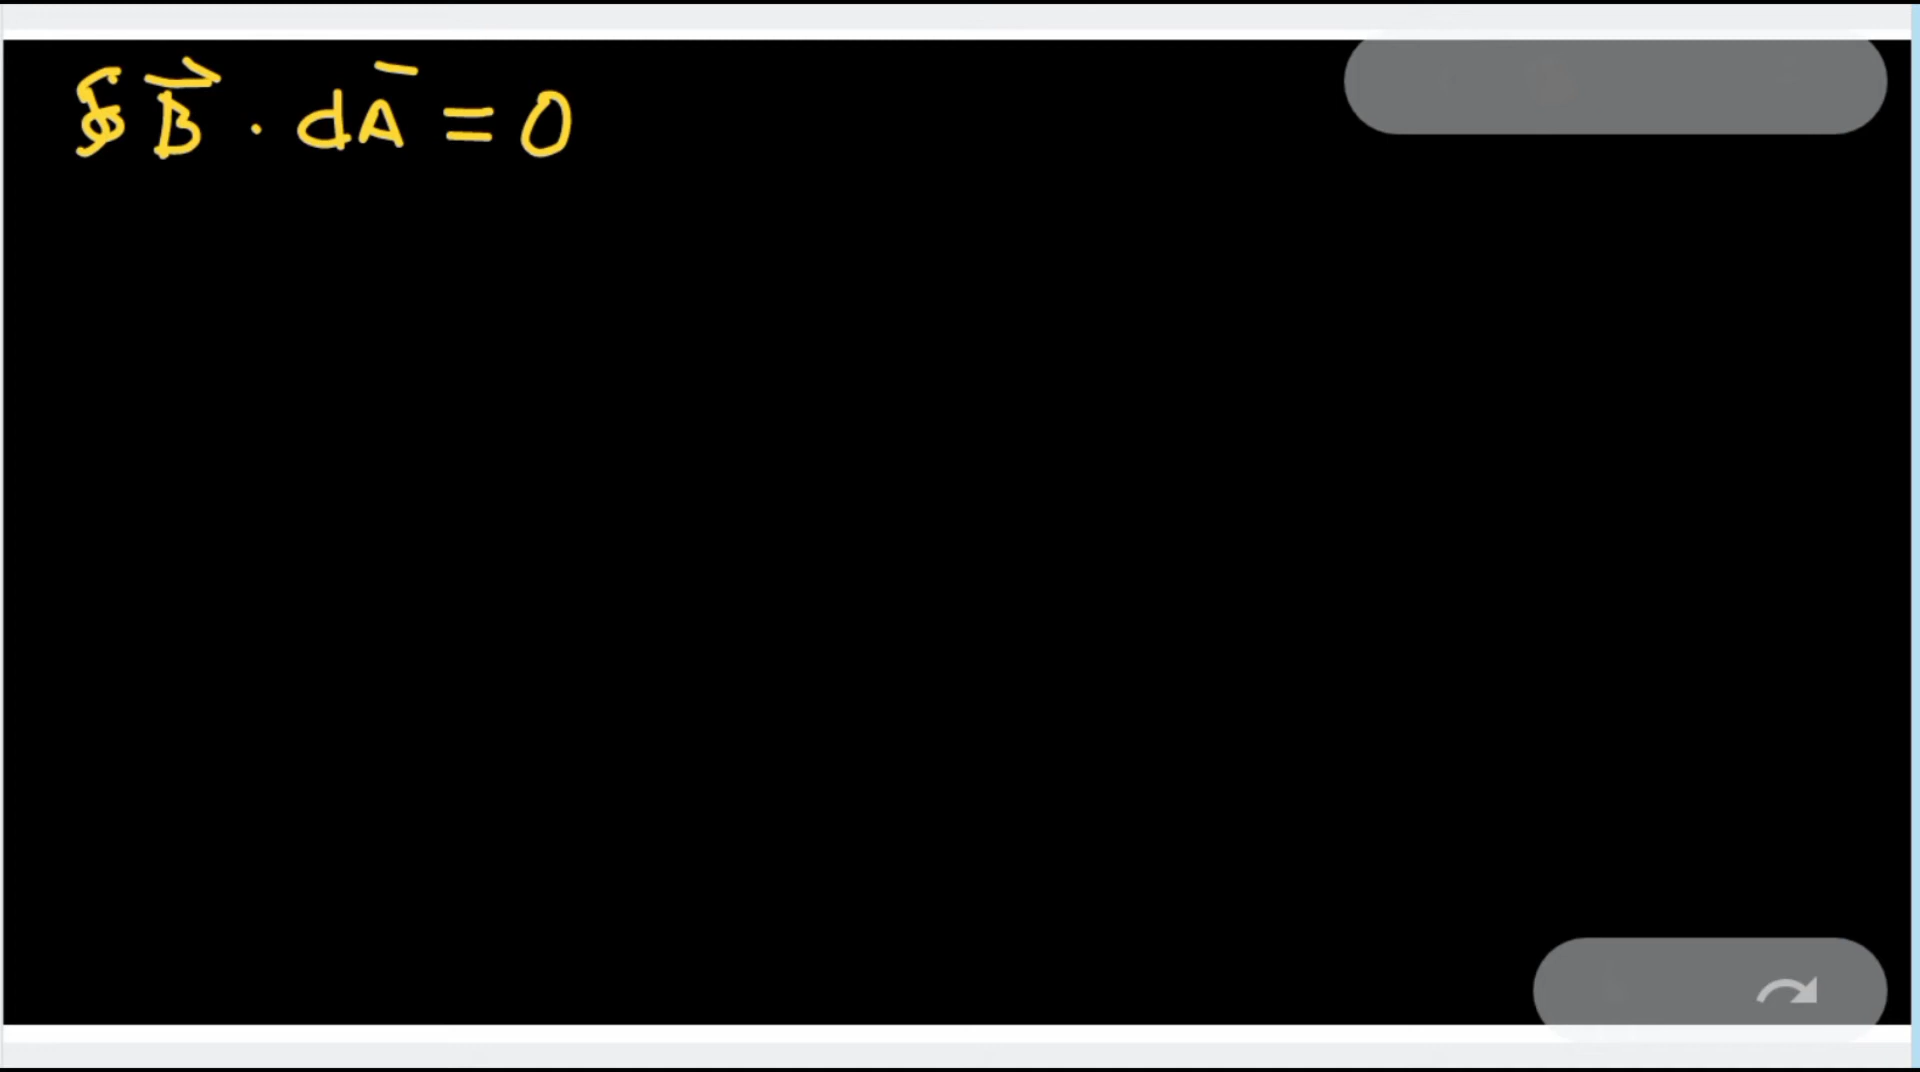 ∮ B⃗ · dA̅ = 0